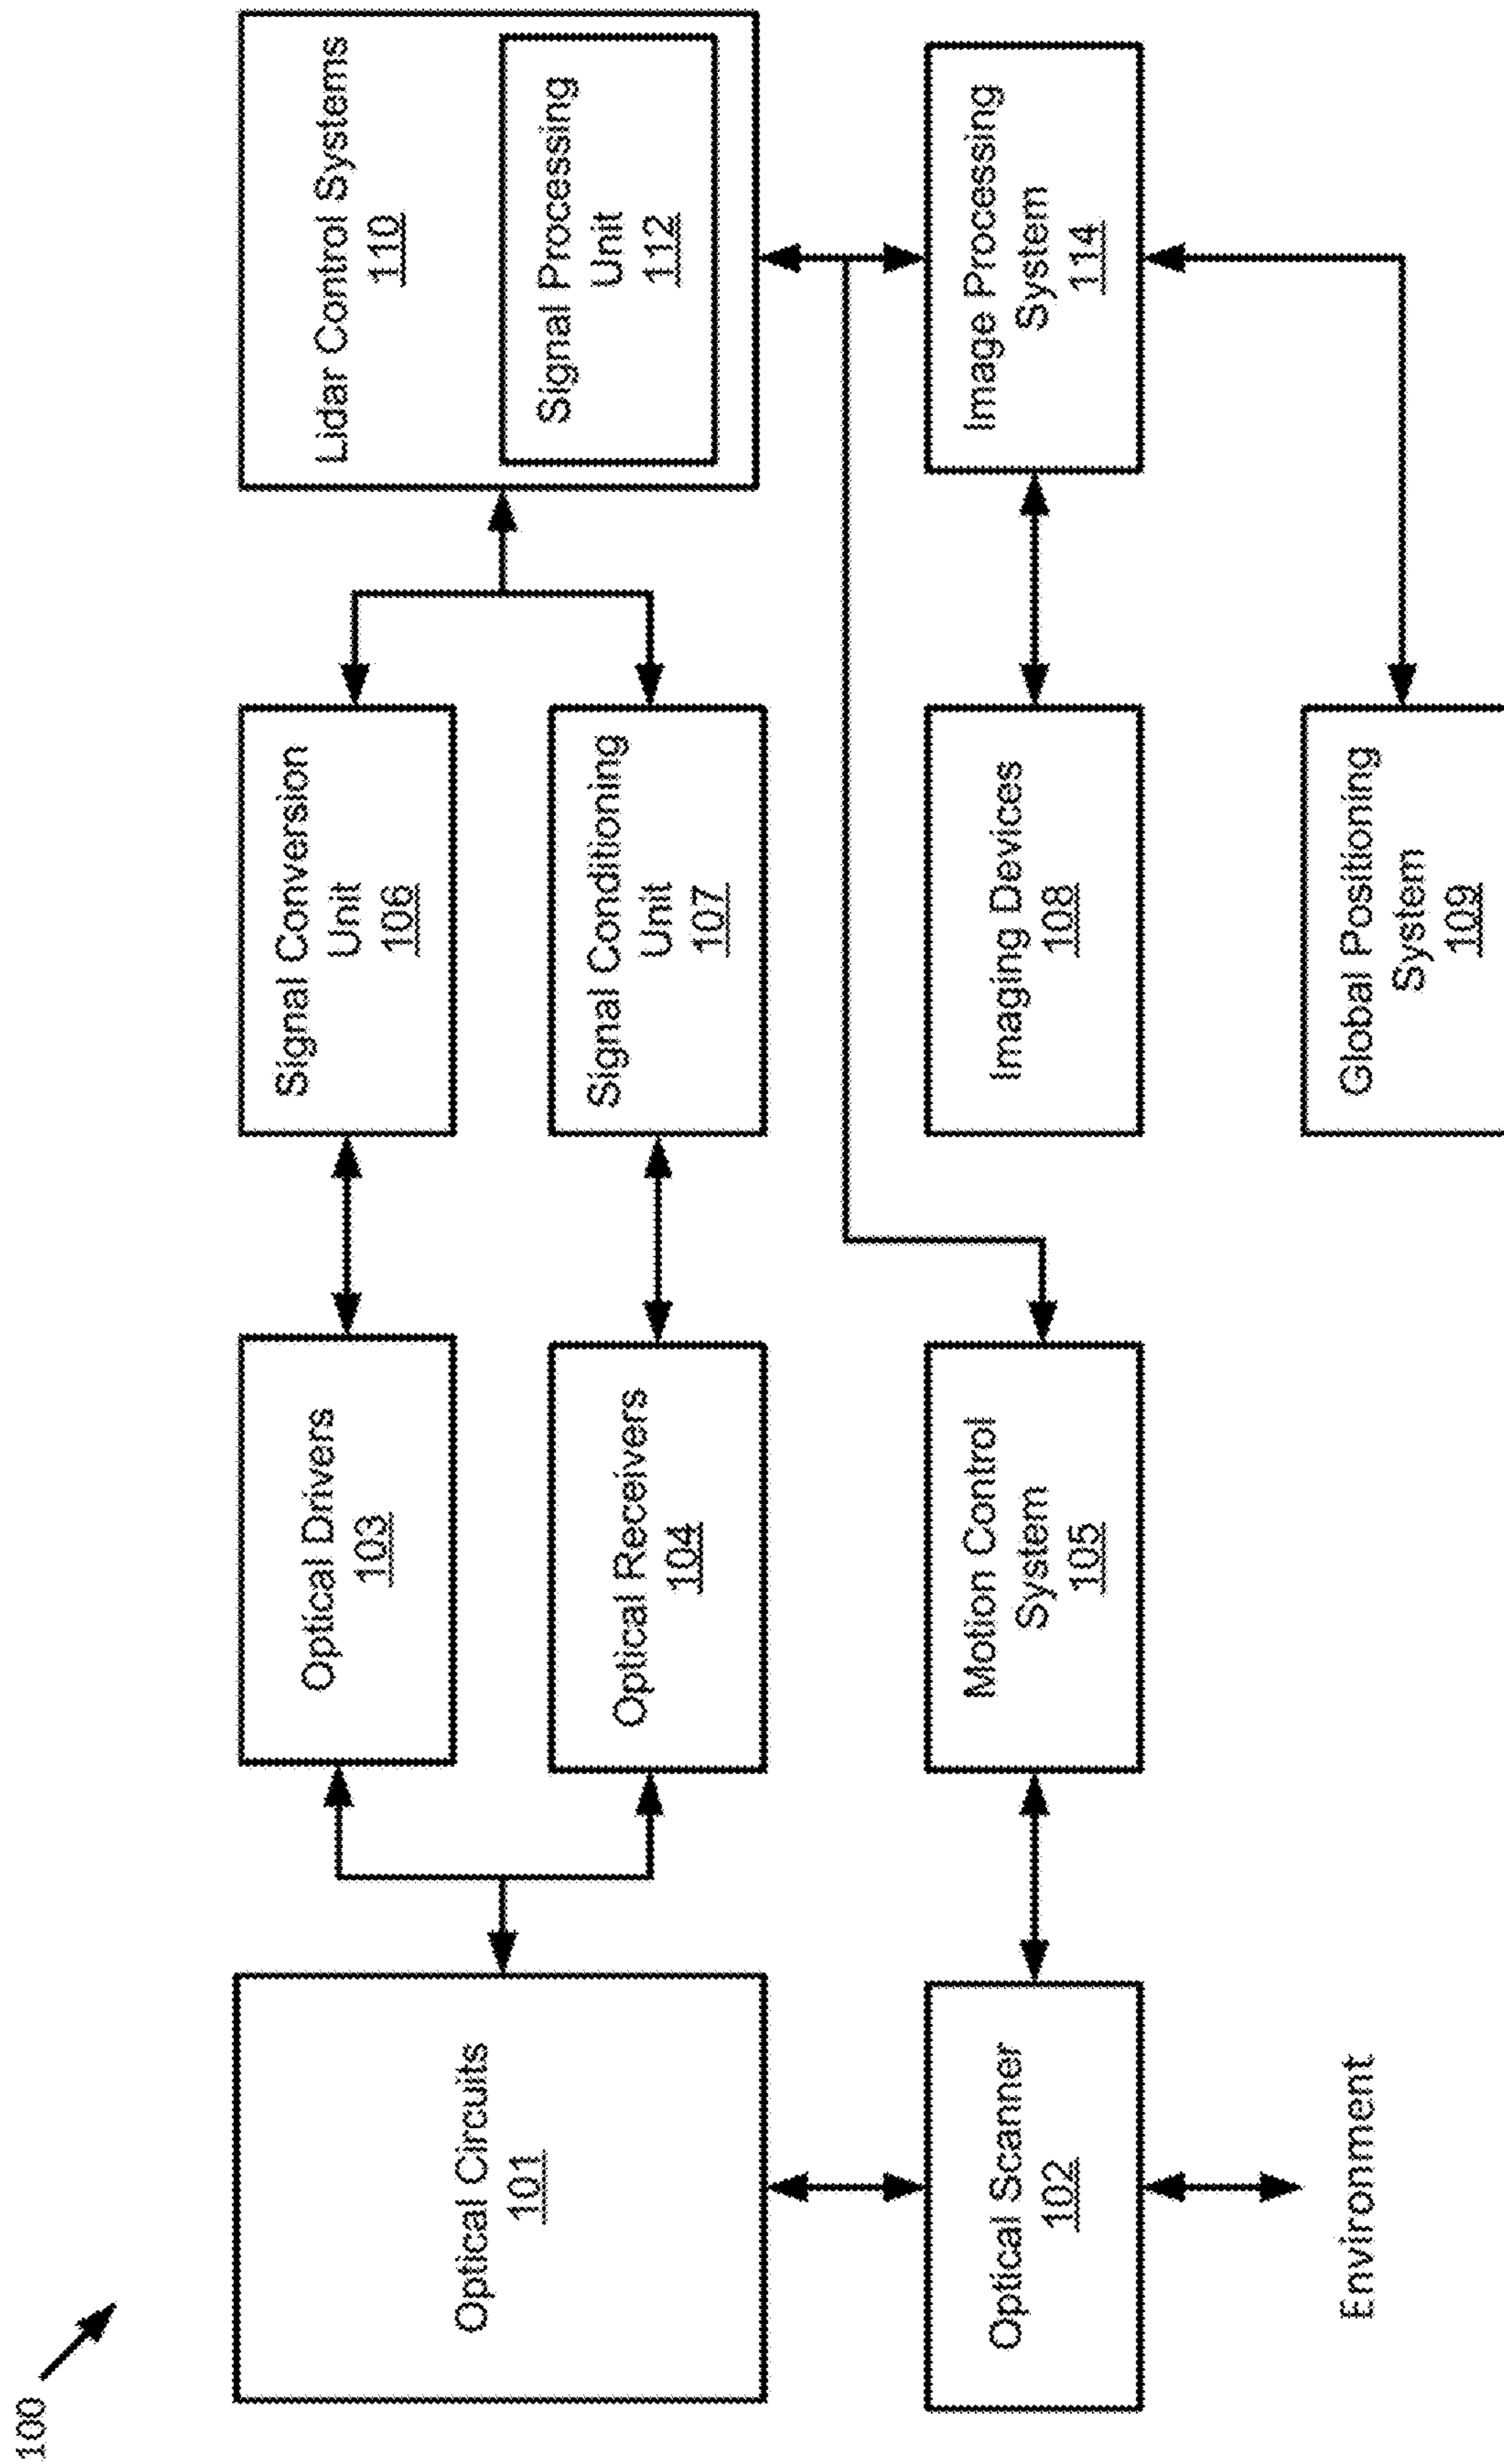 100
Optical Circuits
101
Optical Drivers
103
Signal Conversion
Unit
106
Lidar Control Systems
110
Signal Processing
Unit
112
Optical Receivers
104
Signal Conditioning
Unit
107
Optical Scanner
102
Motion Control
System
105
Imaging Devices
108
Image Processing
System
114
Environment
Global Positioning
System
109